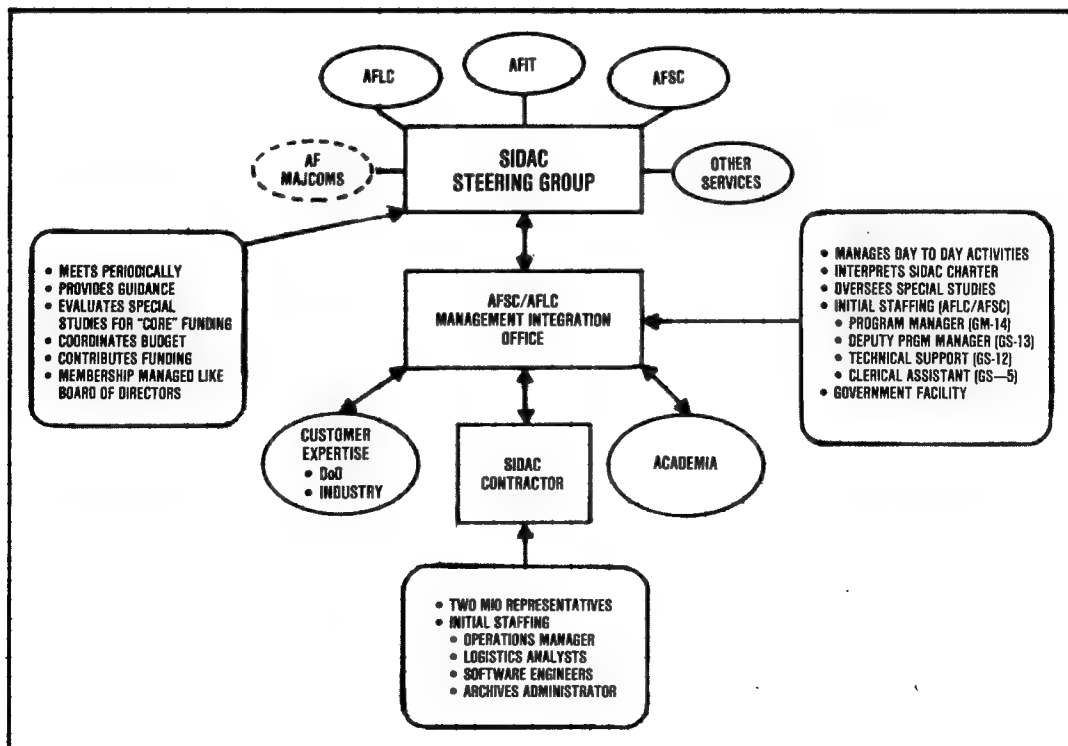 AFLC
AFIT
AFSC
SIDAC
STEERING GROUP
AF
MAJCOMS
OTHER
SERVICES
• MEETS PERIODICALLY
• PROVIDES GUIDANCE
• EVALUATES SPECIAL
STUDIES FOR "CORE" FUNDING
• COORDINATES BUDGET
• CONTRIBUTES FUNDING
• MEMBERSHIP MANAGED LIKE
BOARD OF DIRECTORS
AFSC/AFLC
MANAGEMENT INTEGRATION
OFFICE
• MANAGES DAY TO DAY ACTIVITIES
• INTERPRETS SIDAC CHARTER
• OVERSEES SPECIAL STUDIES
• INITIAL STAFFING (AFLC/AFSC)
• PROGRAM MANAGER (GM-14)
• DEPUTY PRGM MANAGER (GS-13)
• TECHNICAL SUPPORT (GS-12)
• CLERICAL ASSISTANT (GS—5)
• GOVERNMENT FACILITY
CUSTOMER
EXPERTISE
• DoD
• INDUSTRY
SIDAC
CONTRACTOR
ACADEMIA
• TWO MIO REPRESENTATIVES
• INITIAL STAFFING
• OPERATIONS MANAGER
• LOGISTICS ANALYSTS
• SOFTWARE ENGINEERS
• ARCHIVES ADMINISTRATOR